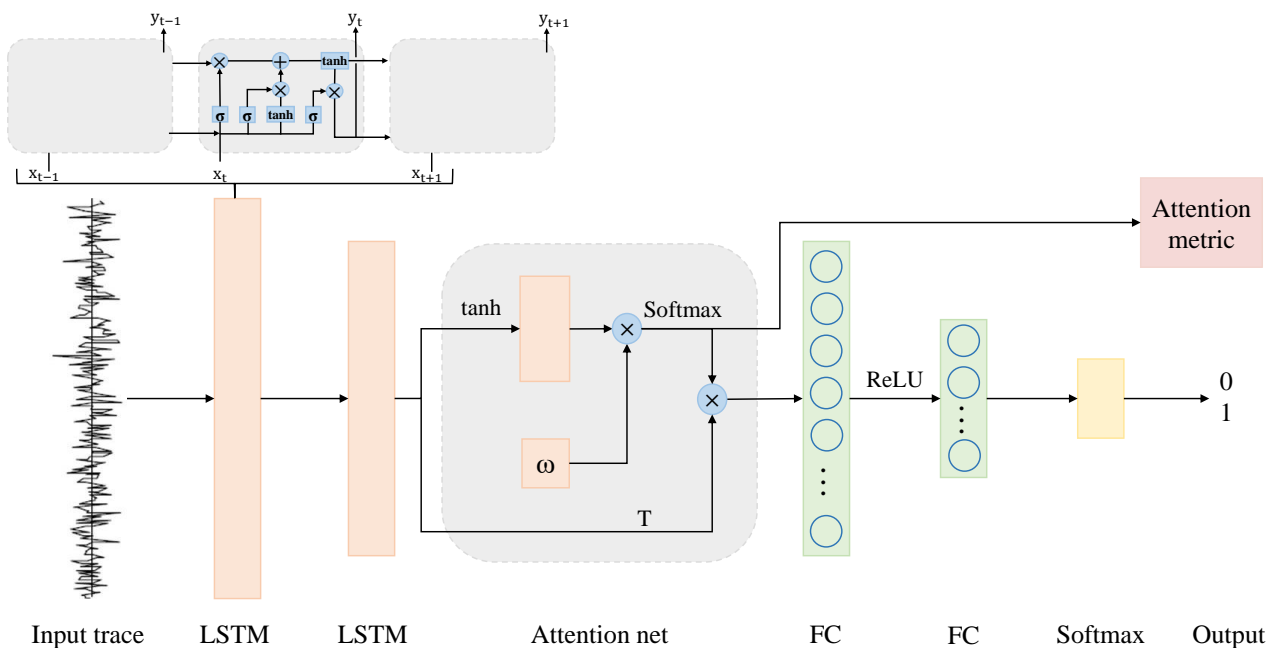 y_{t−1}
y_t
y_{t+1}
× + tanh
× ×
σ σ tanh σ
x_{t−1}
x_t
x_{t+1}
Attention
metric
tanh
Softmax
×
×
ReLU
0
1
ω
T
Input trace
LSTM
LSTM
Attention net
FC
FC
Softmax
Output